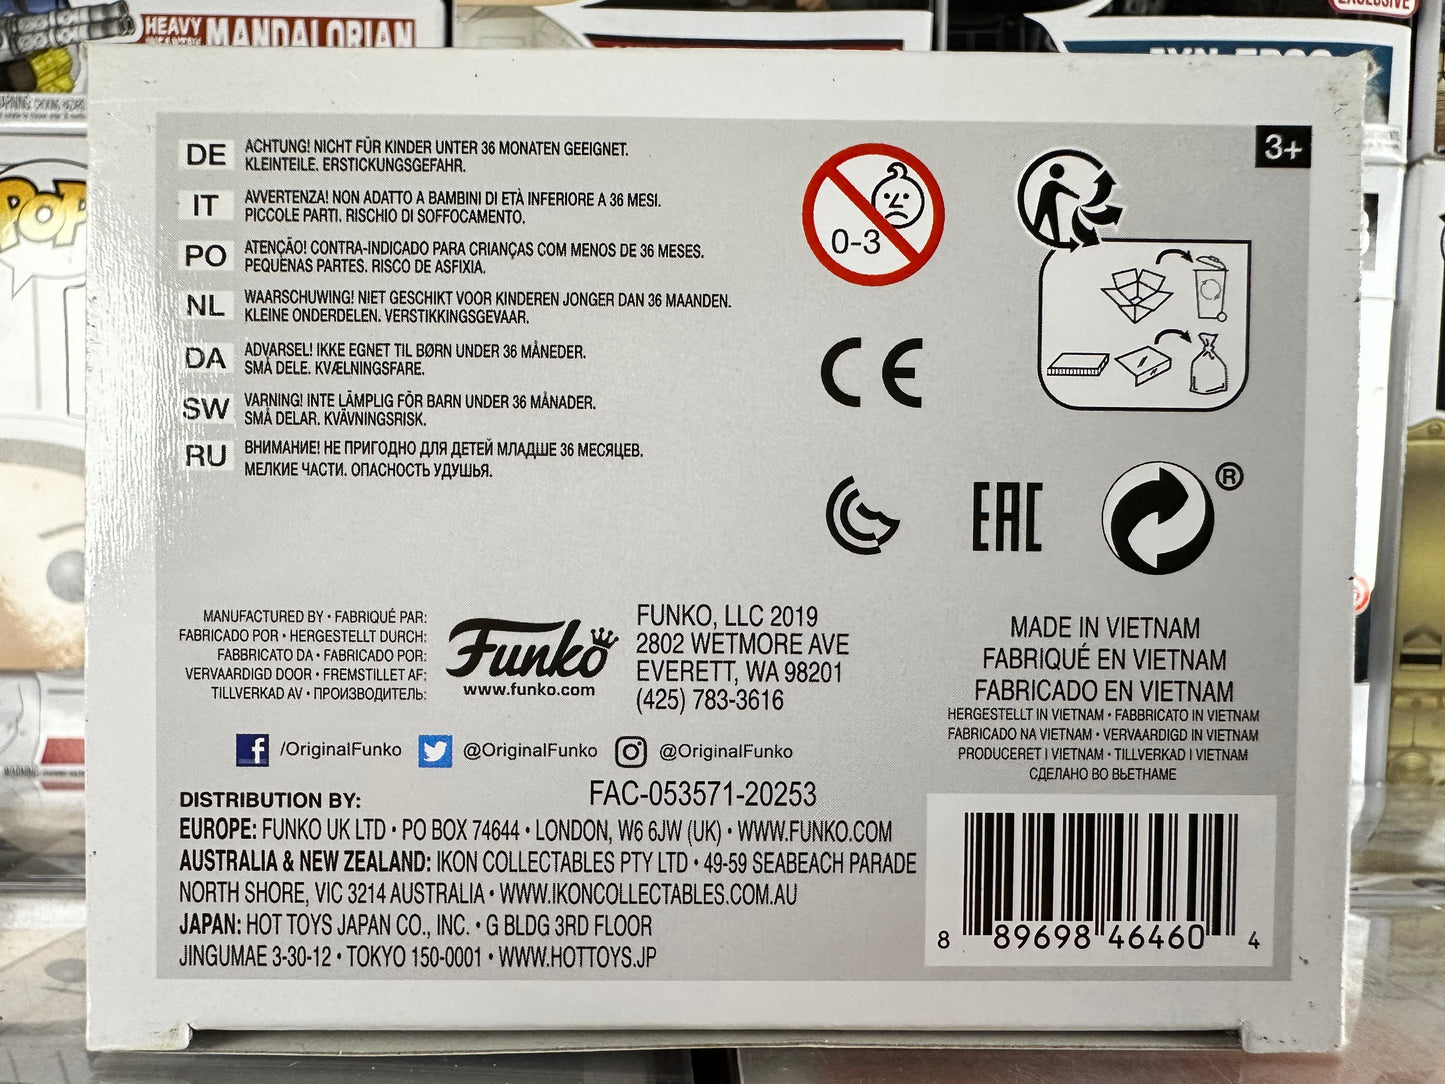 HEAVY MANDALORIAN
POP
3+
DE
ACHTUNG! NICHT FÜR KINDER UNTER 36 MONATEN GEEIGNET.
KLEINTEILE. ERSTICKUNGSGEFAHR.
IT
AVVERTENZA! NON ADATTO A BAMBINI DI ETÀ INFERIORE A 36 MESI.
PICCOLE PARTI. RISCHIO DI SOFFOCAMENTO.
PO
ATENÇÃO! CONTRA-INDICADO PARA CRIANÇAS COM MENOS DE 36 MESES.
PEQUENAS PARTES. RISCO DE ASFIXIA.
NL
WAARSCHUWING! NIET GESCHIKT VOOR KINDEREN JONGER DAN 36 MAANDEN.
KLEINE ONDERDELEN. VERSTIKKINGSGEVAAR.
DA
ADVARSEL! IKKE EGNET TIL BØRN UNDER 36 MÅNEDER.
SMÅ DELE. KVÆLNINGSFARE.
SW
VARNING! INTE LÄMPLIG FÖR BARN UNDER 36 MÅNADER.
SMÅ DELAR. KVÄVNINGSRISK.
RU
ВНИМАНИЕ! НЕ ПРИГОДНО ДЛЯ ДЕТЕЙ МЛАДШЕ 36 МЕСЯЦЕВ.
МЕЛКИЕ ЧАСТИ. ОПАСНОСТЬ УДУШЬЯ.
0-3
CE
EAC
®
MANUFACTURED BY • FABRIQUÉ PAR:
FABRICADO POR • HERGESTELLT DURCH:
FABBRICATO DA • FABRICADO POR:
VERVAARDIGD DOOR • FREMSTILLET AF:
TILLVERKAD AV • ПРОИЗВОДИТЕЛЬ:
Funko
www.funko.com
FUNKO, LLC 2019
2802 WETMORE AVE
EVERETT, WA 98201
(425) 783-3616
MADE IN VIETNAM
FABRIQUÉ EN VIETNAM
FABRICADO EN VIETNAM
HERGESTELLT IN VIETNAM • FABBRICATO IN VIETNAM
FABRICADO NA VIETNAM • VERVAARDIGD IN VIETNAM
PRODUCERET I VIETNAM • TILLVERKAD I VIETNAM
СДЕЛАНО ВО ВЬЕТНАМЕ
/OriginalFunko
@OriginalFunko
@OriginalFunko
FAC-053571-20253
DISTRIBUTION BY:
EUROPE: FUNKO UK LTD • PO BOX 74644 • LONDON, W6 6JW (UK) • WWW.FUNKO.COM
AUSTRALIA & NEW ZEALAND: IKON COLLECTABLES PTY LTD • 49-59 SEABEACH PARADE
NORTH SHORE, VIC 3214 AUSTRALIA • WWW.IKONCOLLECTABLES.COM.AU
JAPAN: HOT TOYS JAPAN CO., INC. • G BLDG 3RD FLOOR
JINGUMAE 3-30-12 • TOKYO 150-0001 • WWW.HOTTOYS.JP
8 89698 46460 4